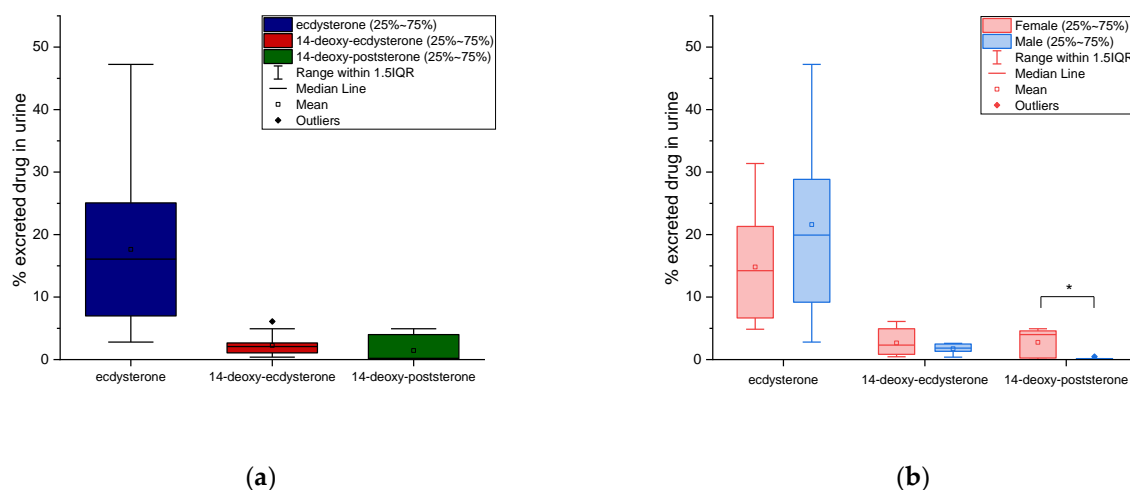 ecdysterone (25%~75%)
14-deoxy-ecdysterone (25%~75%)
14-deoxy-poststerone (25%~75%)
Range within 1.5IQR
Median Line
Mean
Outliers
% excreted drug in urine
50
40
30
20
10
0
ecdysterone
14-deoxy-ecdysterone
14-deoxy-poststerone
(a)
Female (25%~75%)
Male (25%~75%)
Range within 1.5IQR
Median Line
Mean
Outliers
% excreted drug in urine
50
40
30
20
10
0
*
ecdysterone
14-deoxy-ecdysterone
14-deoxy-poststerone
(b)